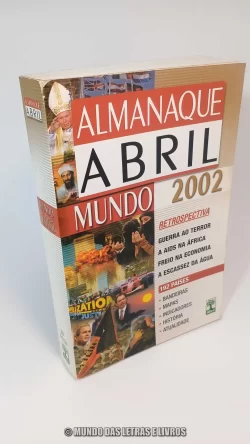 ALMANAQUE
ABRIL
MUNDO
2002
RETROSPECTIVA
GUERRA AO TERROR
A AIDS NA ÁFRICA
FREIO NA ECONOMIA
A ESCASSEZ DA ÁGUA
192 PAÍSES
- BANDEIRAS
- MAPAS
- INDICADORES
- HISTÓRIA
- ATUALIDADE
Abril
© MUNDO DAS LETRAS E LIVROS